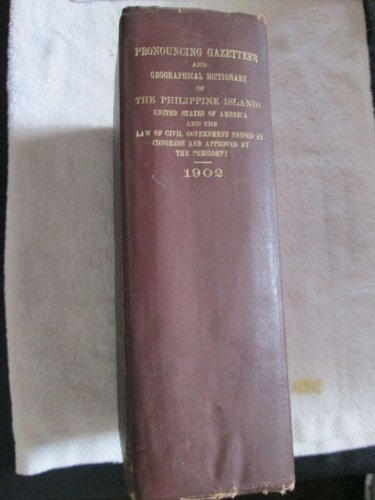 PRONOUNCING GAZETTEER
AND
GEOGRAPHICAL DICTIONARY
OF
THE PHILIPPINE ISLANDS
UNITED STATES OF AMERICA
AND THE
LAW OF CIVIL GOVERNMENT PASSED BY
CONGRESS AND APPROVED BY
THE PRESIDENT
1902